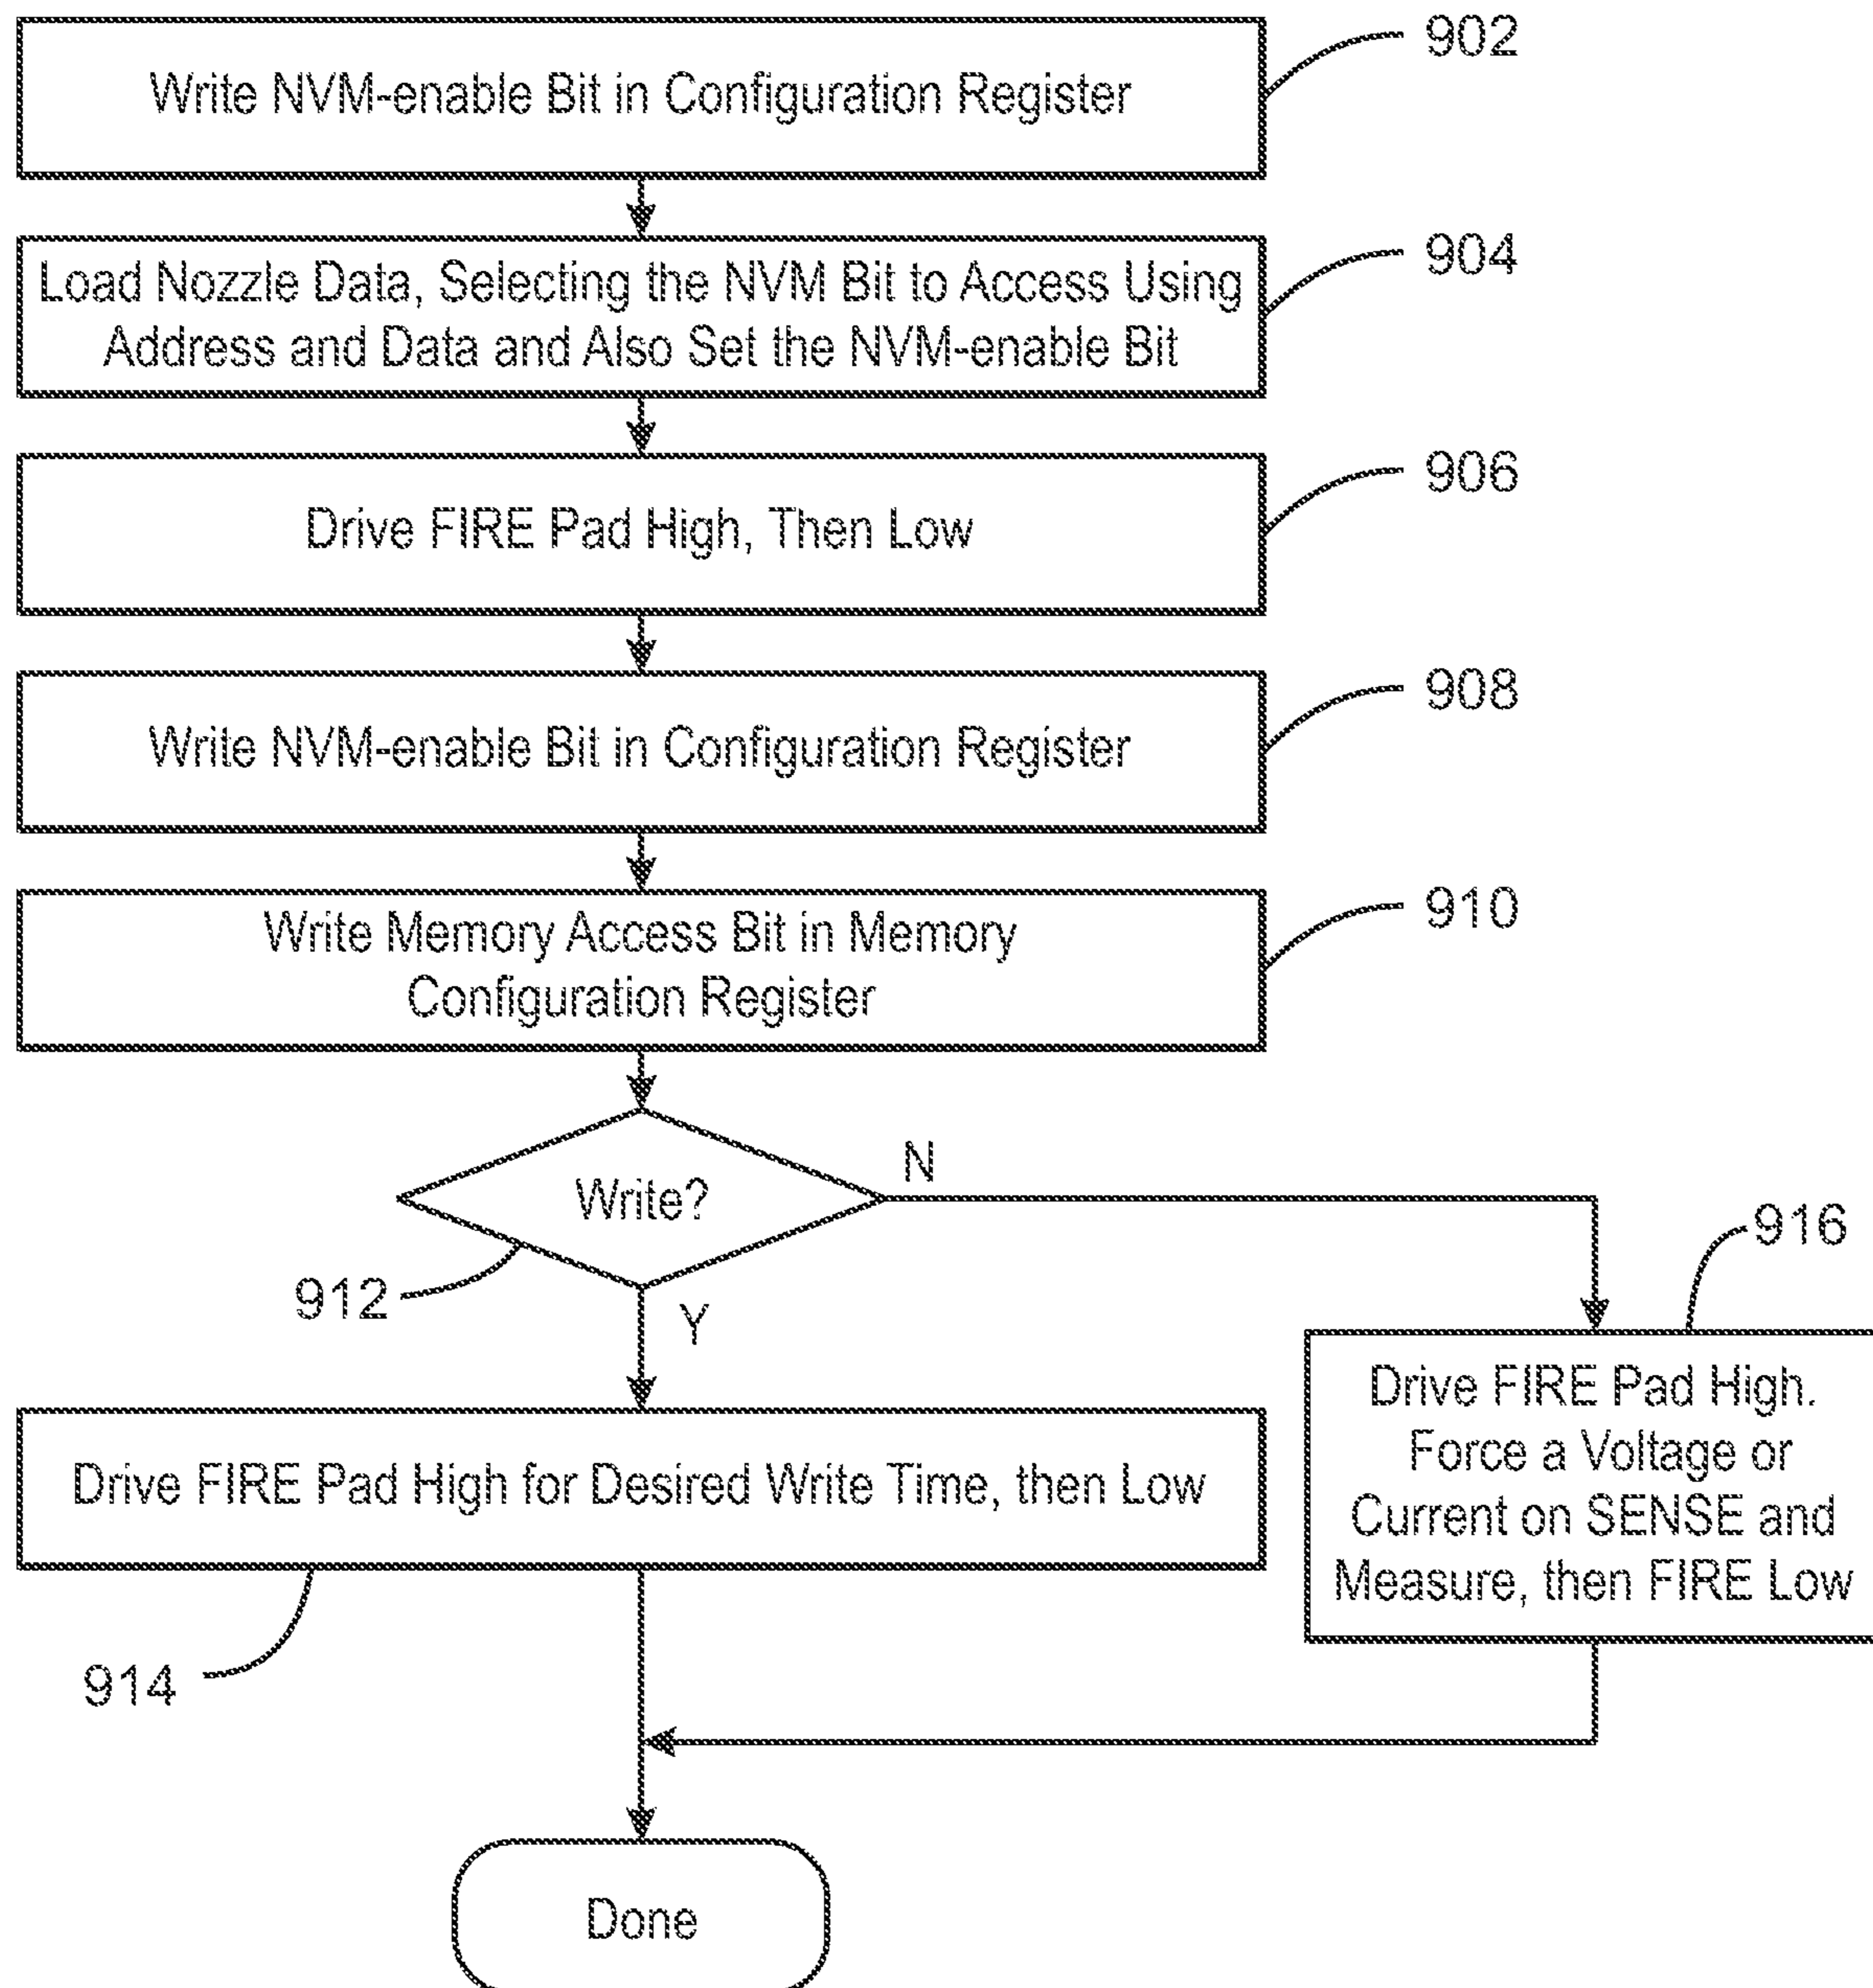 902
Write NVM-enable Bit in Configuration Register
904
Load Nozzle Data, Selecting the NVM Bit to Access Using
Address and Data and Also Set the NVM-enable Bit
906
Drive FIRE Pad High, Then Low
908
Write NVM-enable Bit in Configuration Register
910
Write Memory Access Bit in Memory
Configuration Register
N
Write?
916
912
Y
Drive FIRE Pad High.
Force a Voltage or
Current on SENSE and
Measure, then FIRE Low
Drive FIRE Pad High for Desired Write Time, then Low
914
Done